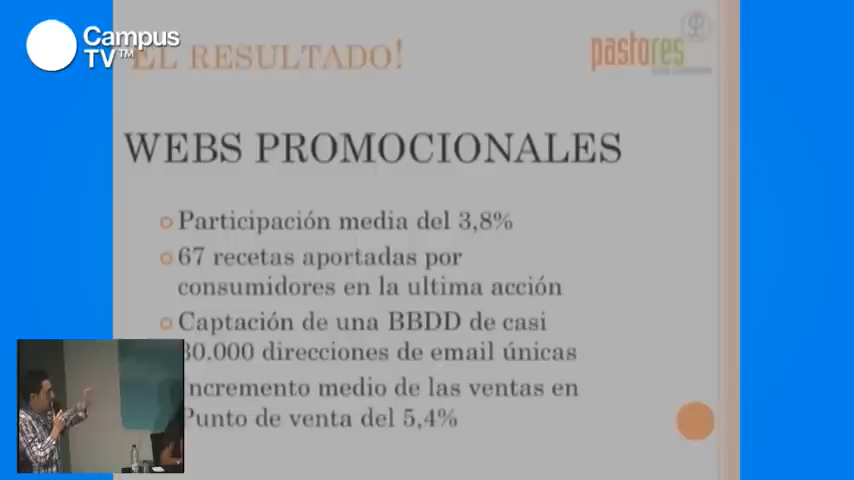 Campus
TV™
EL RESULTADO!
pastores
WEBS PROMOCIONALES
Participación media del 3,8%
67 recetas aportadas por
consumidores en la ultima acción
Captación de una BBDD de casi
30.000 direcciones de email únicas
Incremento medio de las ventas en
Punto de venta del 5,4%